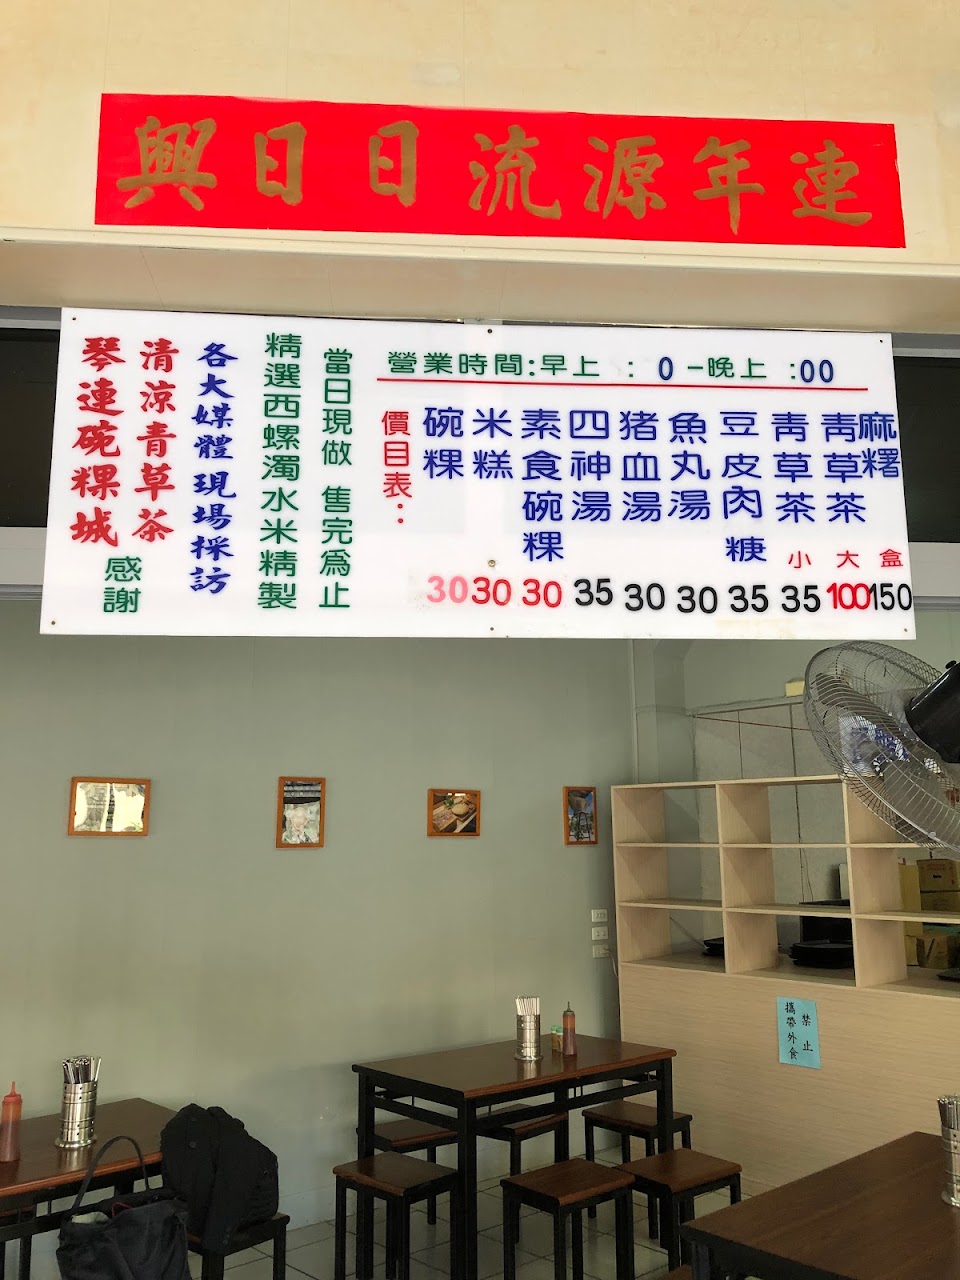 連年源流日日興
琴連碗粿城
清涼青草茶
感謝
各大媒體現場採訪
精選西螺濁水米精製
當日現做 售完為止
營業時間:早上 : 0 －晚上 :00
價目表：
碗粿 30
米糕 30
素食碗粿 30
四神湯 35
猪血湯 30
魚丸湯 30
豆皮肉 35
青草茶 小 35
青草茶 大 100
麻糬 盒 150
禁止
攜帶外食